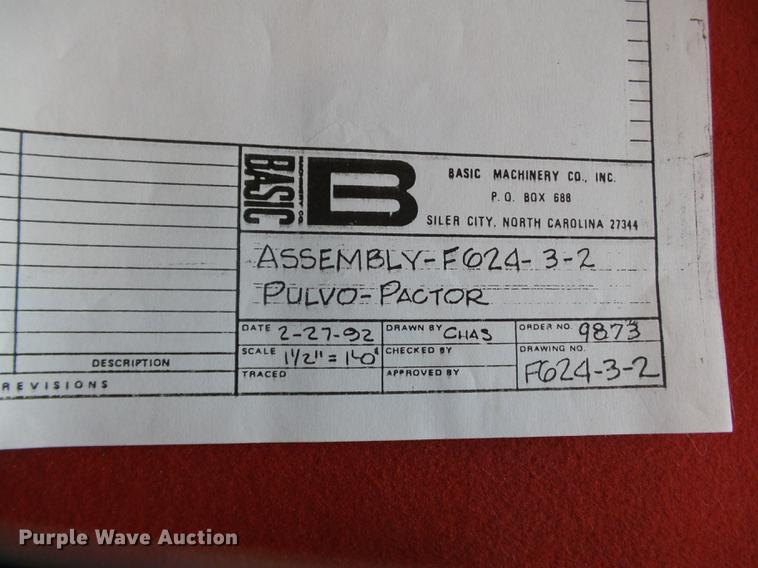 BASIC
MACHINERY CO.
B
BASIC MACHINERY CO., INC.
P.O. BOX 688
SILER CITY, NORTH CAROLINA 27344
ASSEMBLY-F624-3-2
PULVO-PACTOR
DATE 2-27-92 DRAWN BY CHAS ORDER NO. 9873
SCALE 1 1/2" = 1'-0" CHECKED BY DRAWING NO.
TRACED APPROVED BY F624-3-2
DESCRIPTION
REVISIONS
Purple Wave Auction